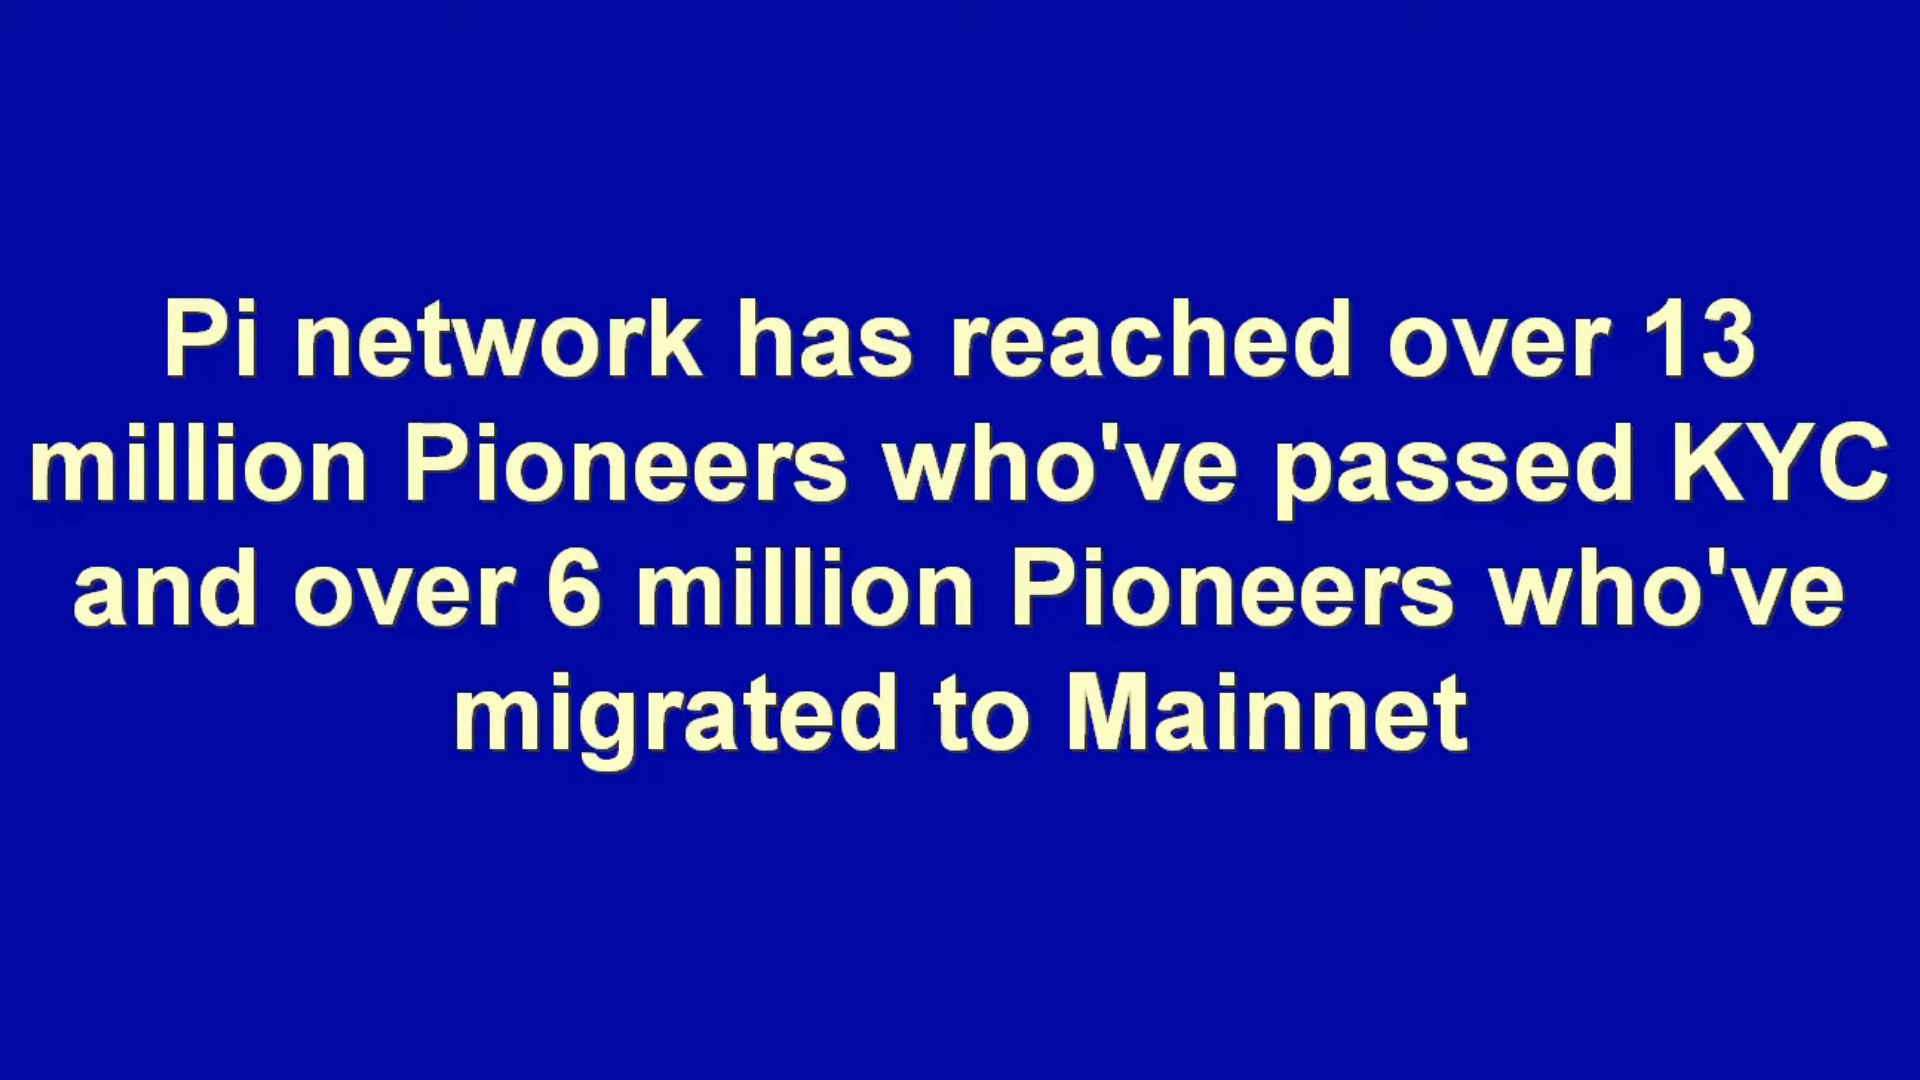 Pi network has reached over 13
million Pioneers who've passed KYC
and over 6 million Pioneers who've
migrated to Mainnet